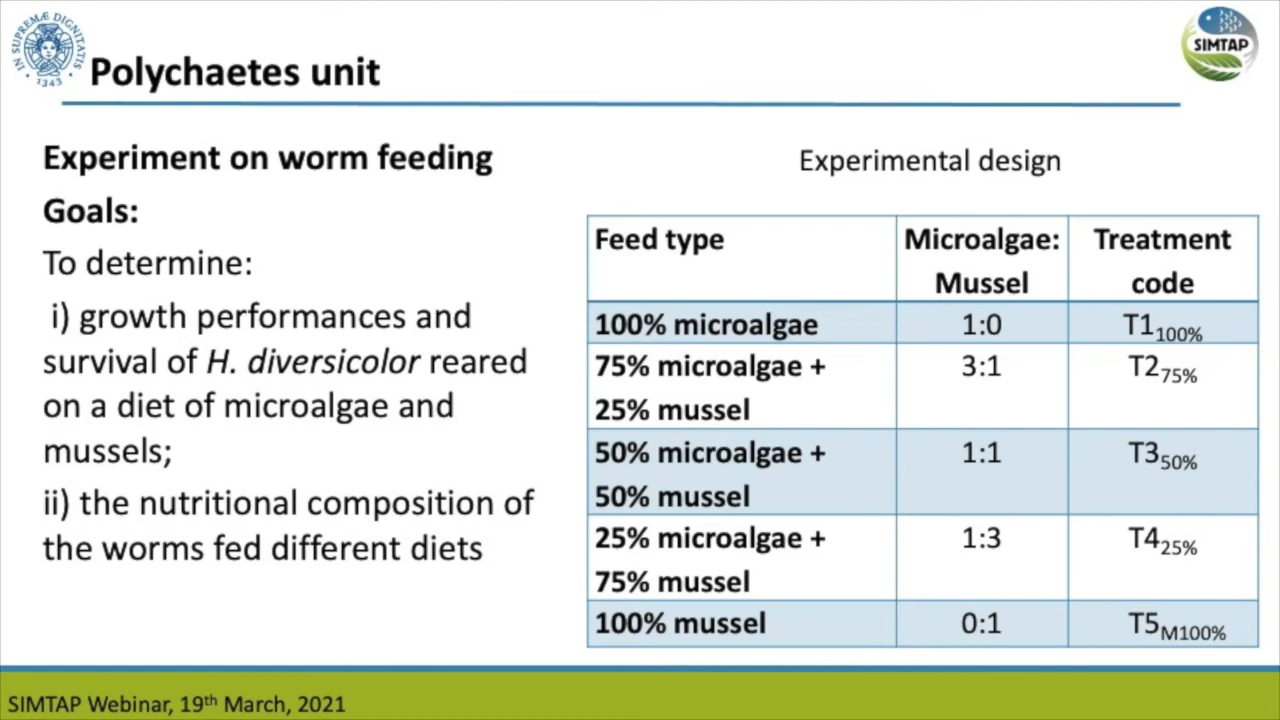 IN SUPREMÆ DIGNITATIS
·1343·
SIMTAP
Polychaetes unit
Experiment on worm feeding
Goals:
To determine:
i) growth performances and
survival of H. diversicolor reared
on a diet of microalgae and
mussels;
ii) the nutritional composition of
the worms fed different diets
Experimental design
Feed type
Microalgae:
Mussel
Treatment
code
100% microalgae
1:0
T1100%
75% microalgae +
25% mussel
3:1
T275%
50% microalgae +
50% mussel
1:1
T350%
25% microalgae +
75% mussel
1:3
T425%
100% mussel
0:1
T5M100%
SIMTAP Webinar, 19th March, 2021